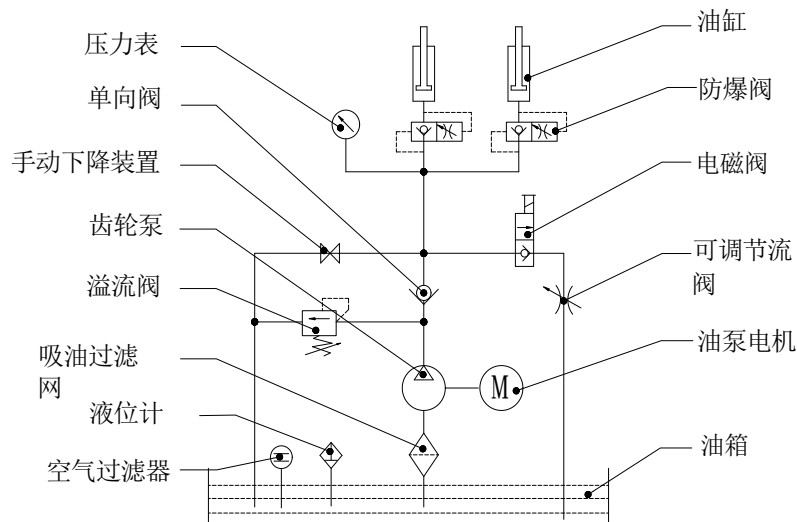 压力表
单向阀
手动下降装置
齿轮泵
溢流阀
吸油过滤
网
液位计
空气过滤器
油缸
防爆阀
电磁阀
可调节流
阀
油泵电机
M
油箱